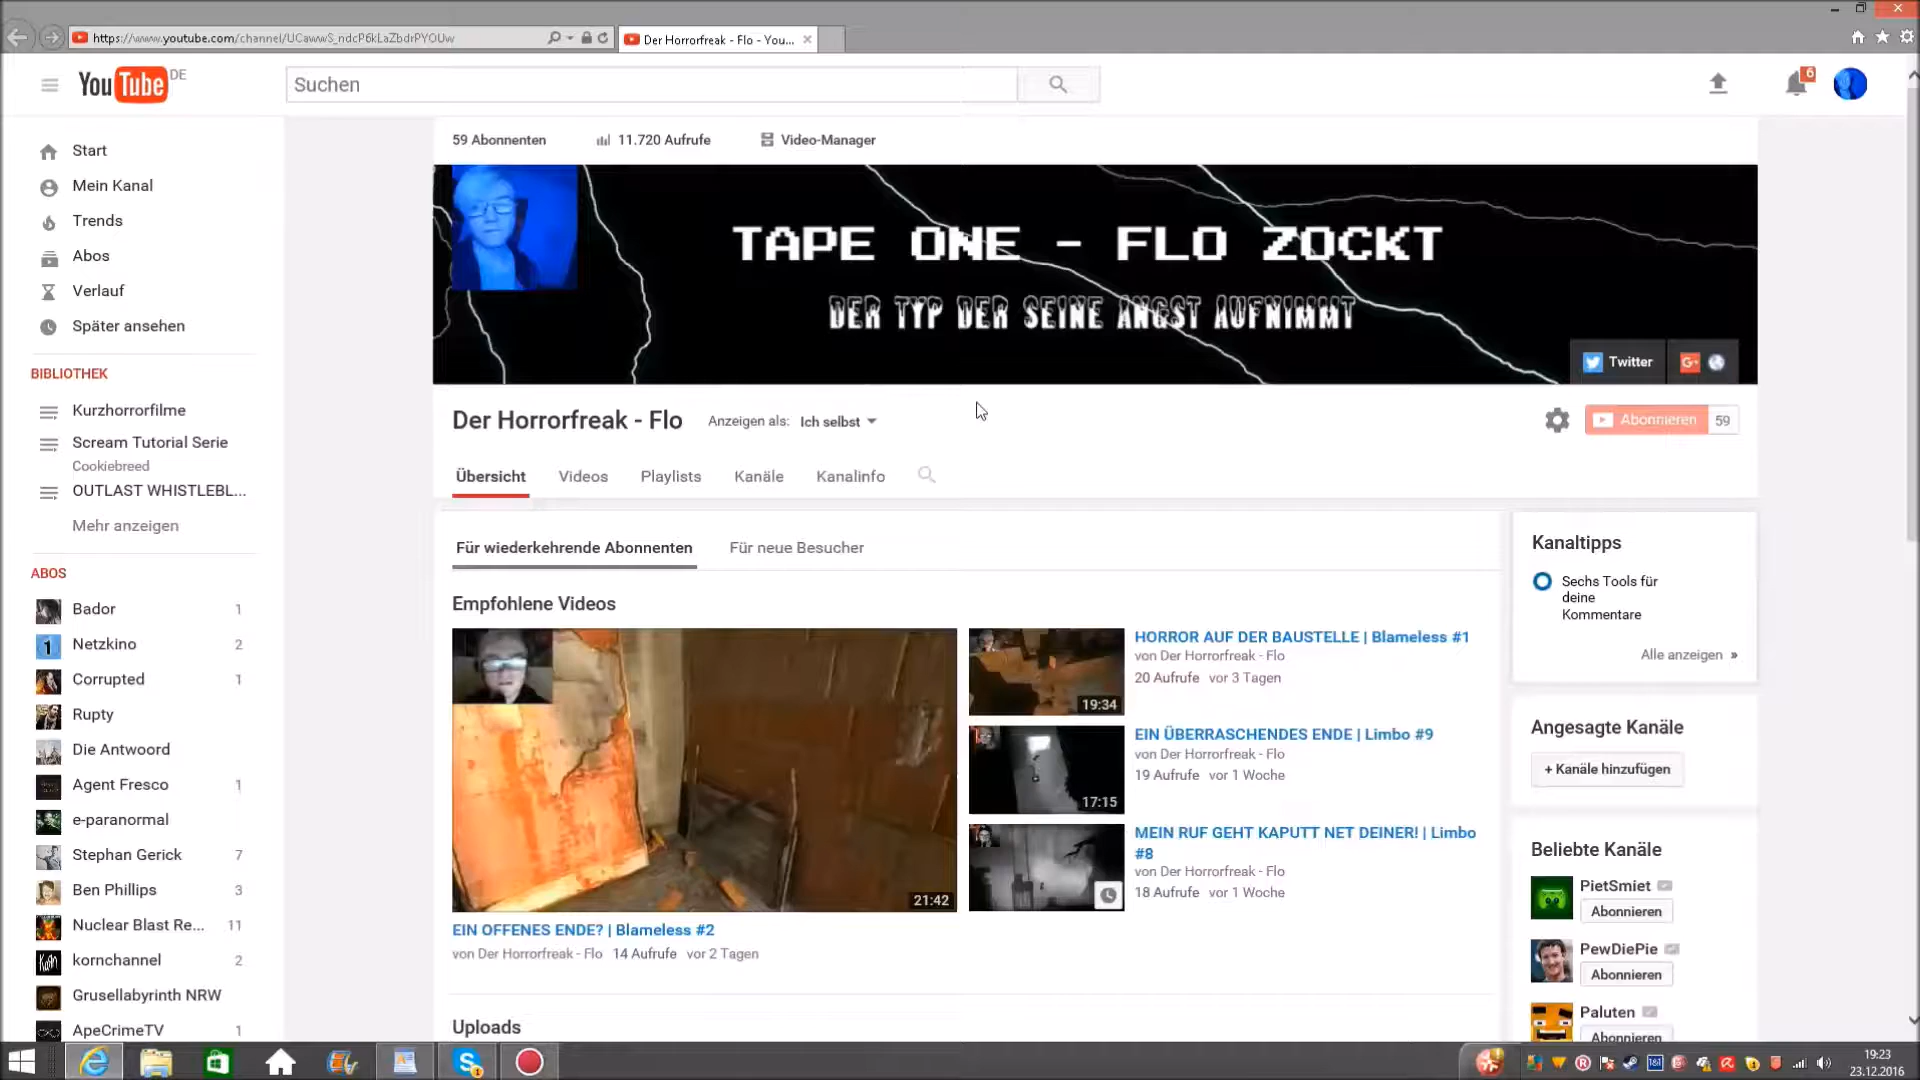 https://www.youtube.com/channel/UCawwS_ndcP6kLaZbdrPYOUw
Der Horrorfreak - Flo - You...
YouTube DE
Suchen
6
59 Abonnenten
11.720 Aufrufe
Video-Manager
TAPE ONE - FLO ZOCKT
DER TYP DER SEINE ANGST AUFNIMMT
Twitter
Der Horrorfreak - Flo
Anzeigen als: Ich selbst
Abonnieren 59
Übersicht
Videos
Playlists
Kanäle
Kanalinfo
Start
Mein Kanal
Trends
Abos
Verlauf
Später ansehen
BIBLIOTHEK
Kurzhorrorfilme
Scream Tutorial Serie
Cookiebreed
OUTLAST WHISTLEBL...
Mehr anzeigen
ABOS
Bador 1
Netzkino 2
Corrupted 1
Rupty
Die Antwoord
Agent Fresco 1
e-paranormal
Stephan Gerick 7
Ben Phillips 3
Nuclear Blast Re... 11
kornchannel 2
Grusellabyrinth NRW
ApeCrimeTV 1
Für wiederkehrende Abonnenten
Für neue Besucher
Empfohlene Videos
21:42
EIN OFFENES ENDE? | Blameless #2
von Der Horrorfreak - Flo 14 Aufrufe vor 2 Tagen
19:34
HORROR AUF DER BAUSTELLE | Blameless #1
von Der Horrorfreak - Flo
20 Aufrufe vor 3 Tagen
17:15
EIN ÜBERRASCHENDES ENDE | Limbo #9
von Der Horrorfreak - Flo
19 Aufrufe vor 1 Woche
MEIN RUF GEHT KAPUTT NET DEINER! | Limbo
#8
von Der Horrorfreak - Flo
18 Aufrufe vor 1 Woche
Uploads
Kanaltipps
Sechs Tools für
deine
Kommentare
Alle anzeigen »
Angesagte Kanäle
+ Kanäle hinzufügen
Beliebte Kanäle
PietSmiet
Abonnieren
PewDiePie
Abonnieren
Paluten
Abonnieren
19:23
23.12.2016